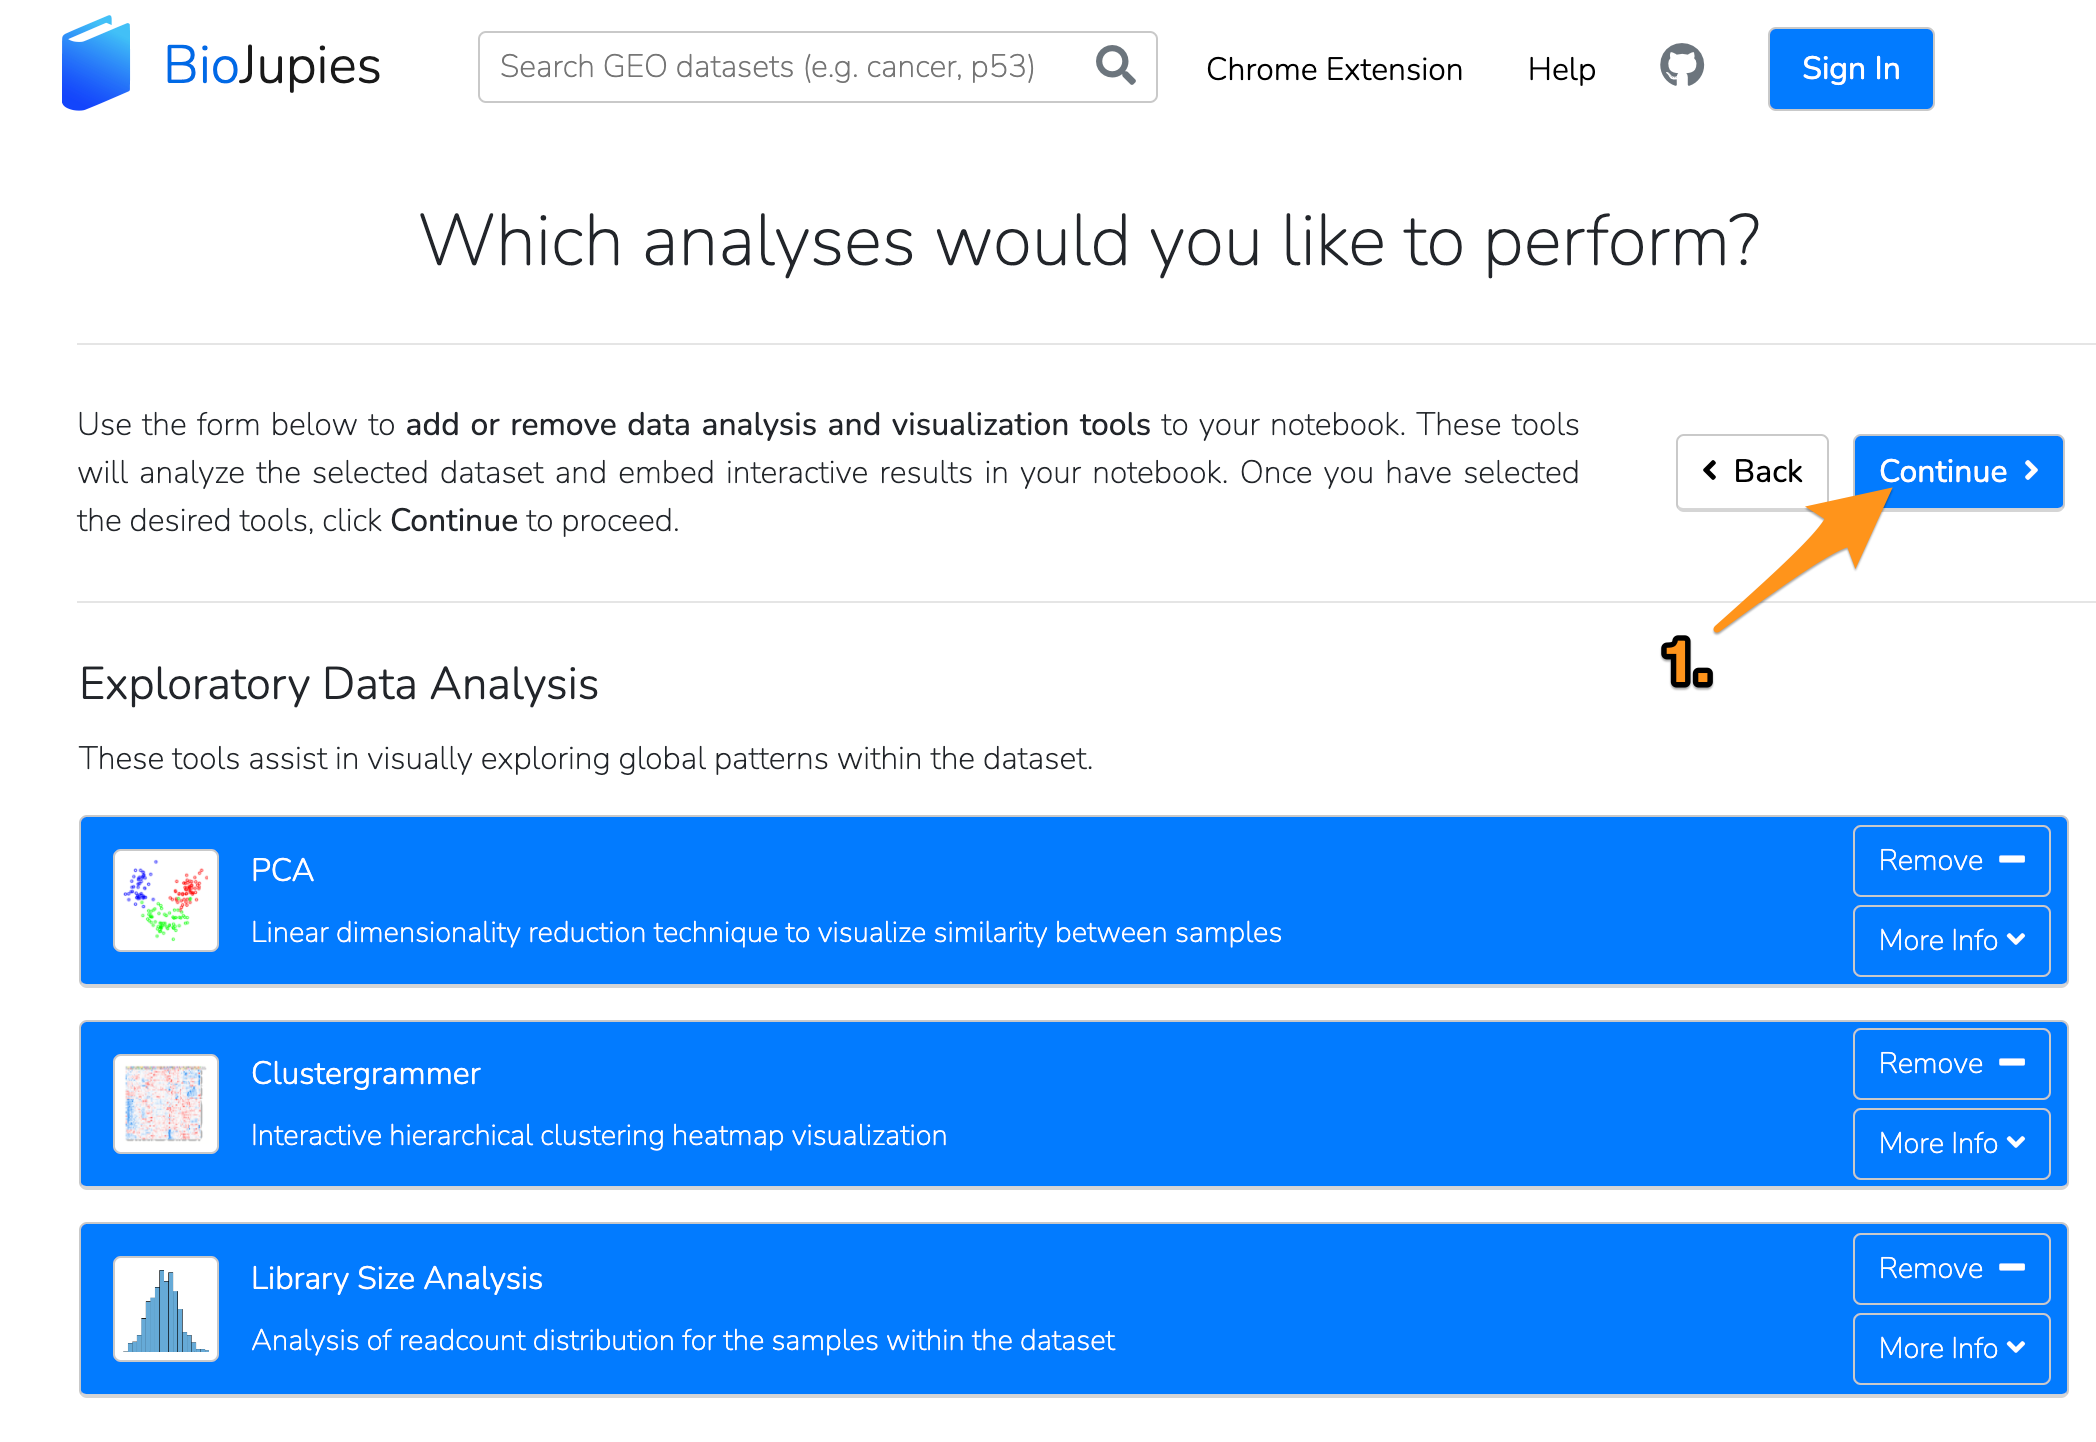 BioJupies
Search GEO datasets (e.g. cancer, p53)
Chrome Extension
Help
Sign In
Which analyses would you like to perform?
Use the form below to add or remove data analysis and visualization tools to your notebook. These tools
will analyze the selected dataset and embed interactive results in your notebook. Once you have selected
the desired tools, click Continue to proceed.
Back
Continue
1.
Exploratory Data Analysis
These tools assist in visually exploring global patterns within the dataset.
PCA
Linear dimensionality reduction technique to visualize similarity between samples
Remove
More Info
Clustergrammer
Interactive hierarchical clustering heatmap visualization
Remove
More Info
Library Size Analysis
Analysis of readcount distribution for the samples within the dataset
Remove
More Info